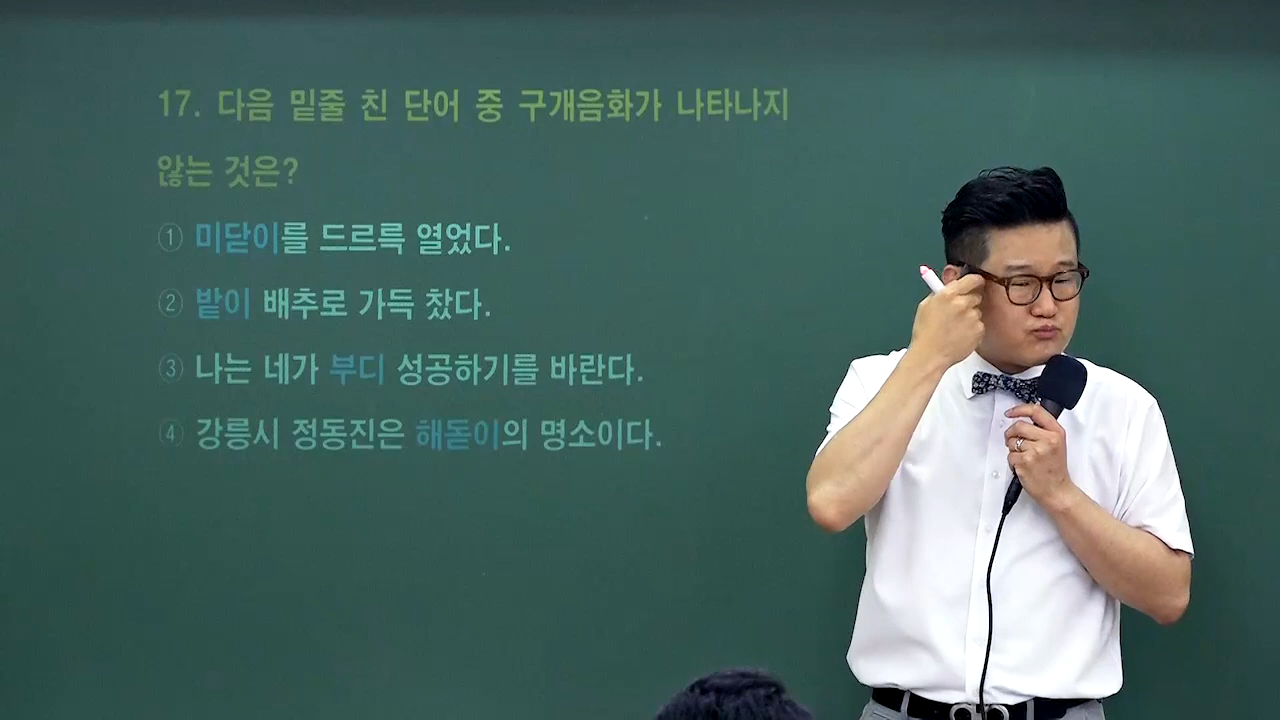 17. 다음 밑줄 친 단어 중 구개음화가 나타나지
않는 것은?
① 미닫이를 드르륵 열었다.
② 밭이 배추로 가득 찼다.
③ 나는 네가 부디 성공하기를 바란다.
④ 강릉시 정동진은 해돋이의 명소이다.